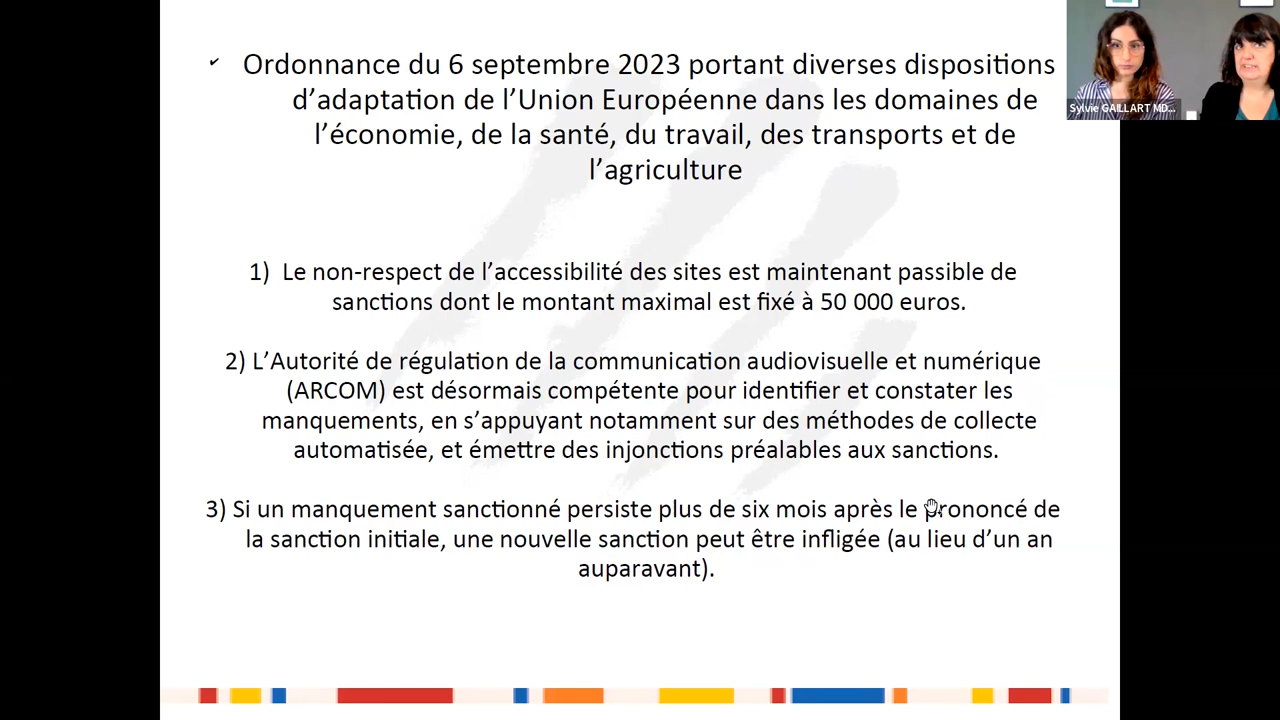 ✓ Ordonnance du 6 septembre 2023 portant diverses dispositions
d’adaptation de l’Union Européenne dans les domaines de
l’économie, de la santé, du travail, des transports et de
l’agriculture
1) Le non-respect de l’accessibilité des sites est maintenant passible de
sanctions dont le montant maximal est fixé à 50 000 euros.
2) L’Autorité de régulation de la communication audiovisuelle et numérique
(ARCOM) est désormais compétente pour identifier et constater les
manquements, en s’appuyant notamment sur des méthodes de collecte
automatisée, et émettre des injonctions préalables aux sanctions.
3) Si un manquement sanctionné persiste plus de six mois après le prononcé de
la sanction initiale, une nouvelle sanction peut être infligée (au lieu d’un an
auparavant).
Sylvie GAILLART MD...